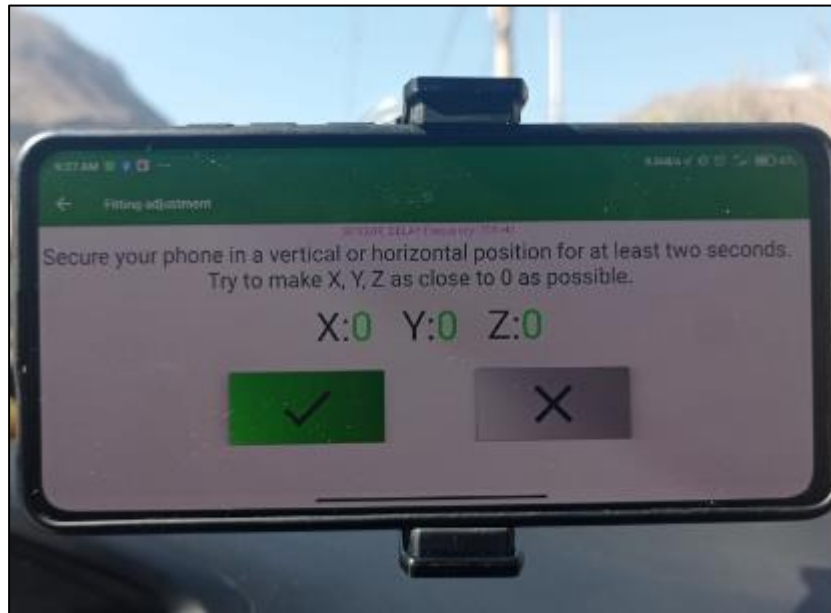 Fitting adjustment
Secure your phone in a vertical or horizontal position for at least two seconds.
Try to make X, Y, Z as close to 0 as possible.
X:0 Y:0 Z:0